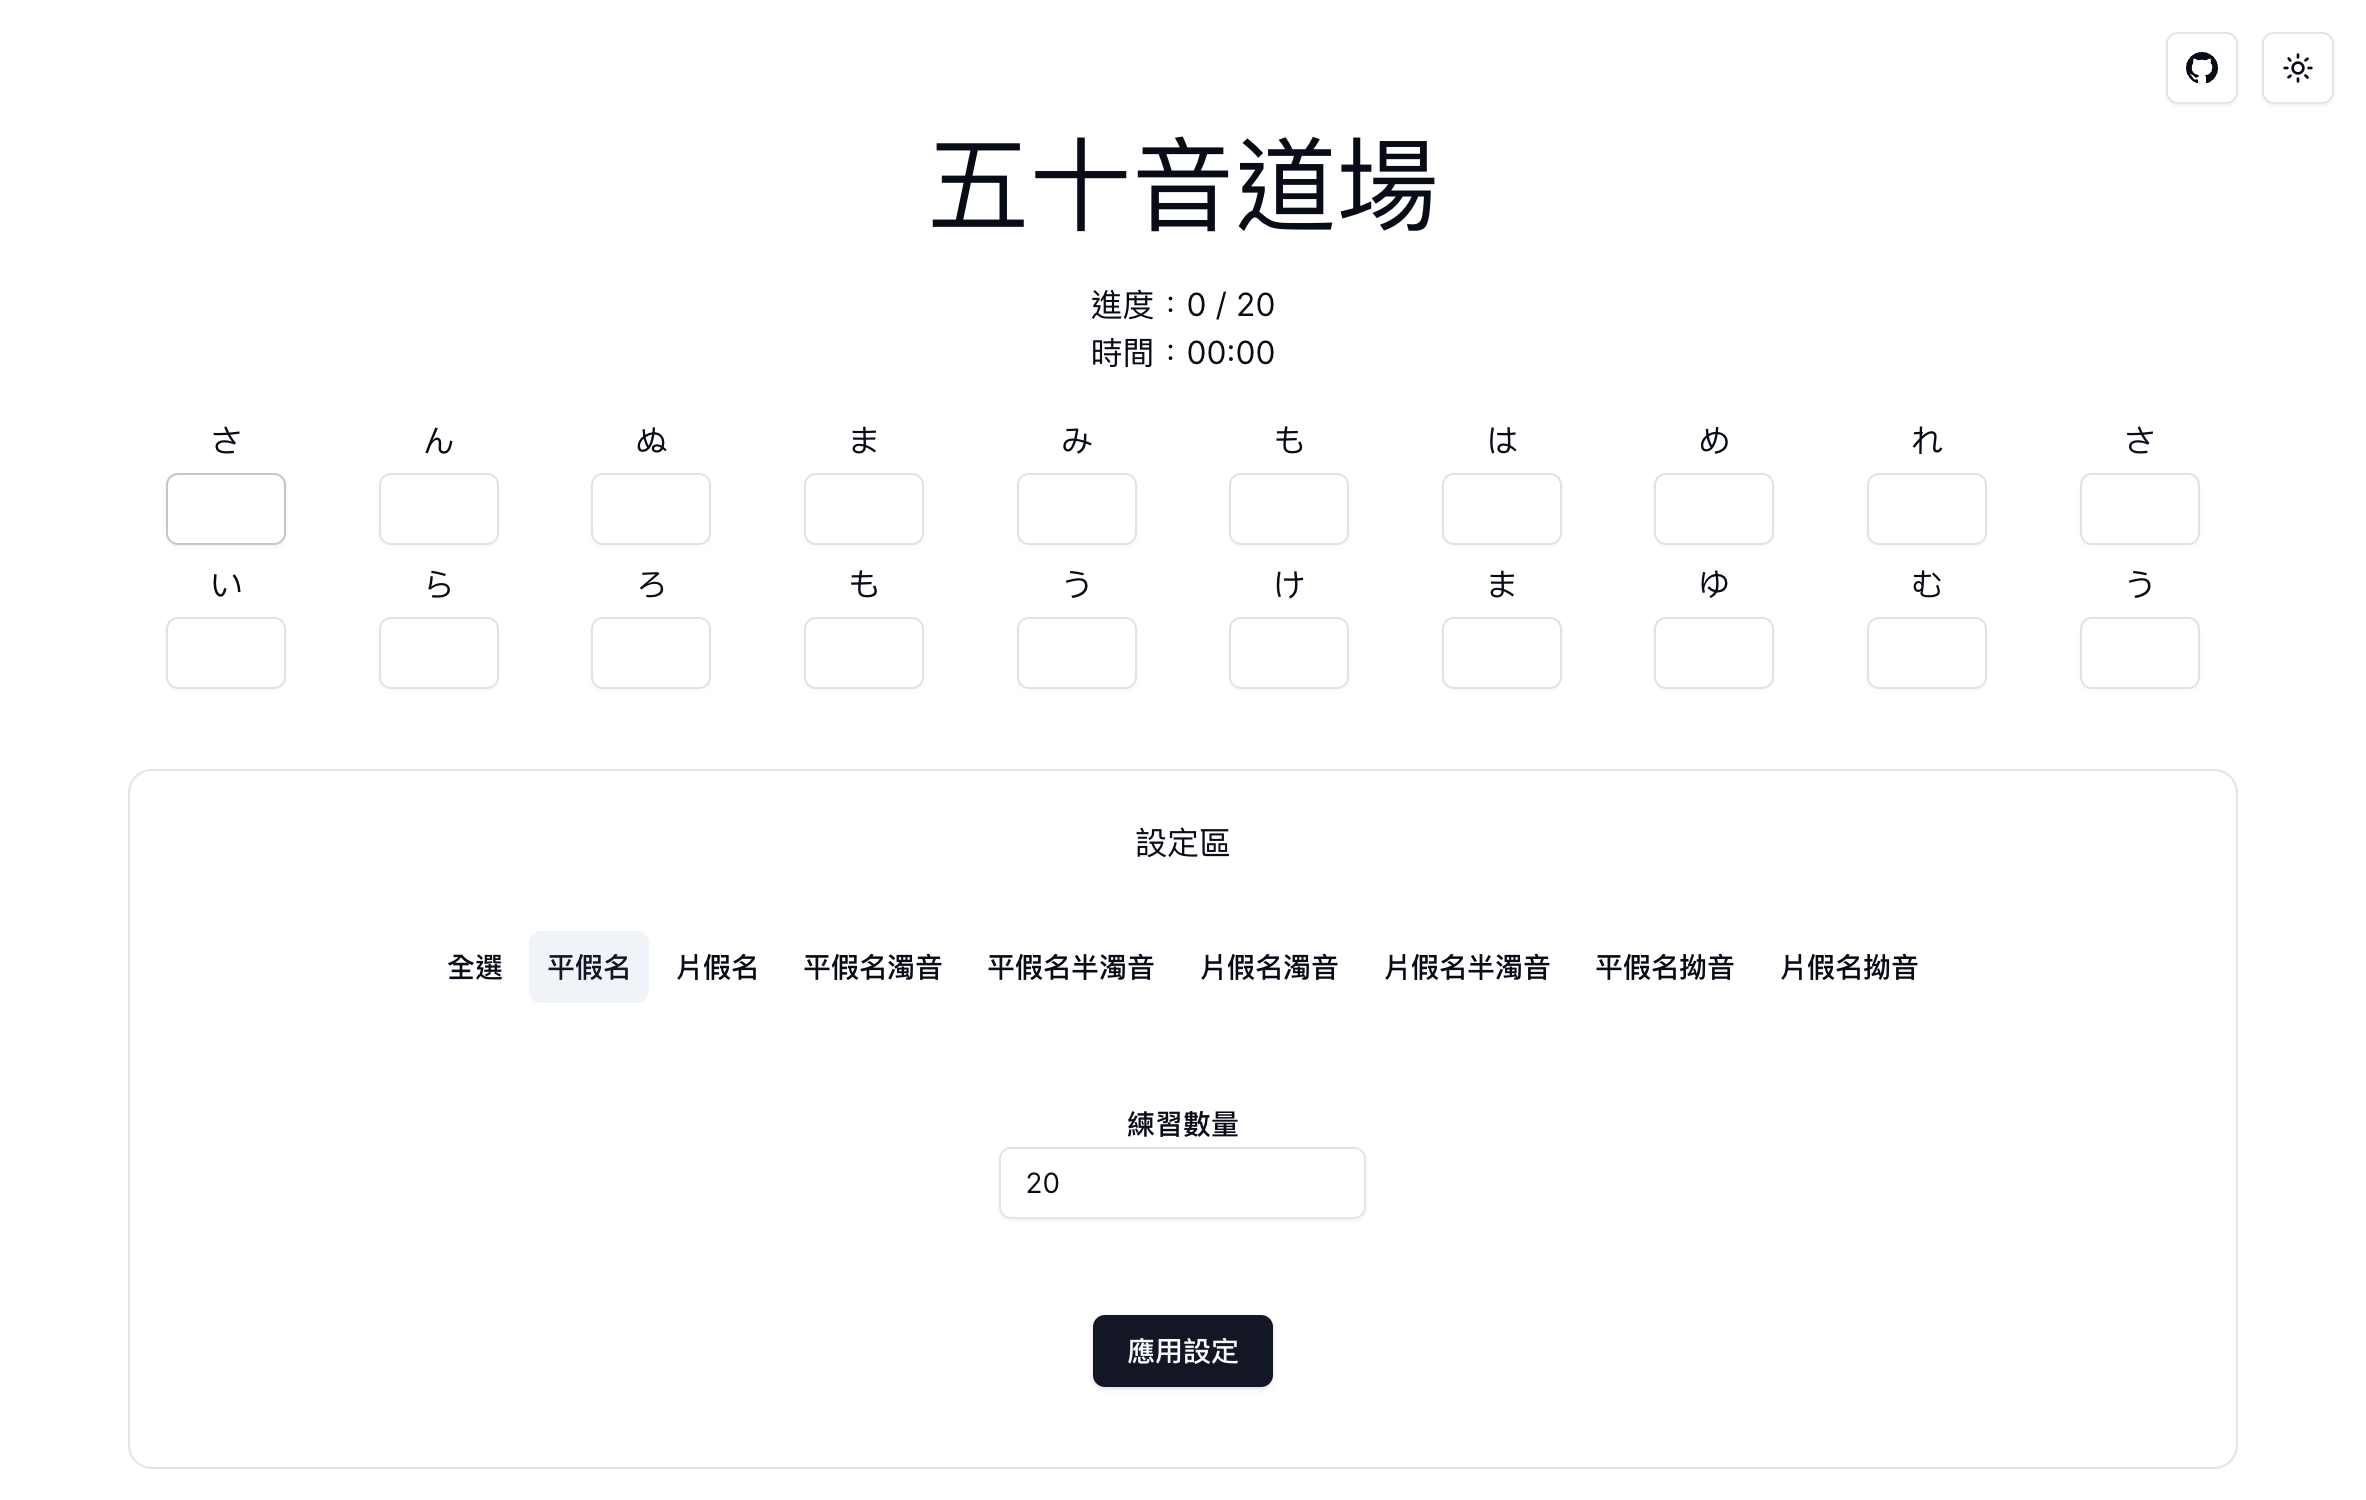 五十音道場
進度：0 / 20
時間：00:00
さ ん ぬ ま み も は め れ さ
い ら ろ も う け ま ゆ む う
設定區
全選 平假名 片假名 平假名濁音 平假名半濁音 片假名濁音 片假名半濁音 平假名拗音 片假名拗音
練習數量
20
應用設定